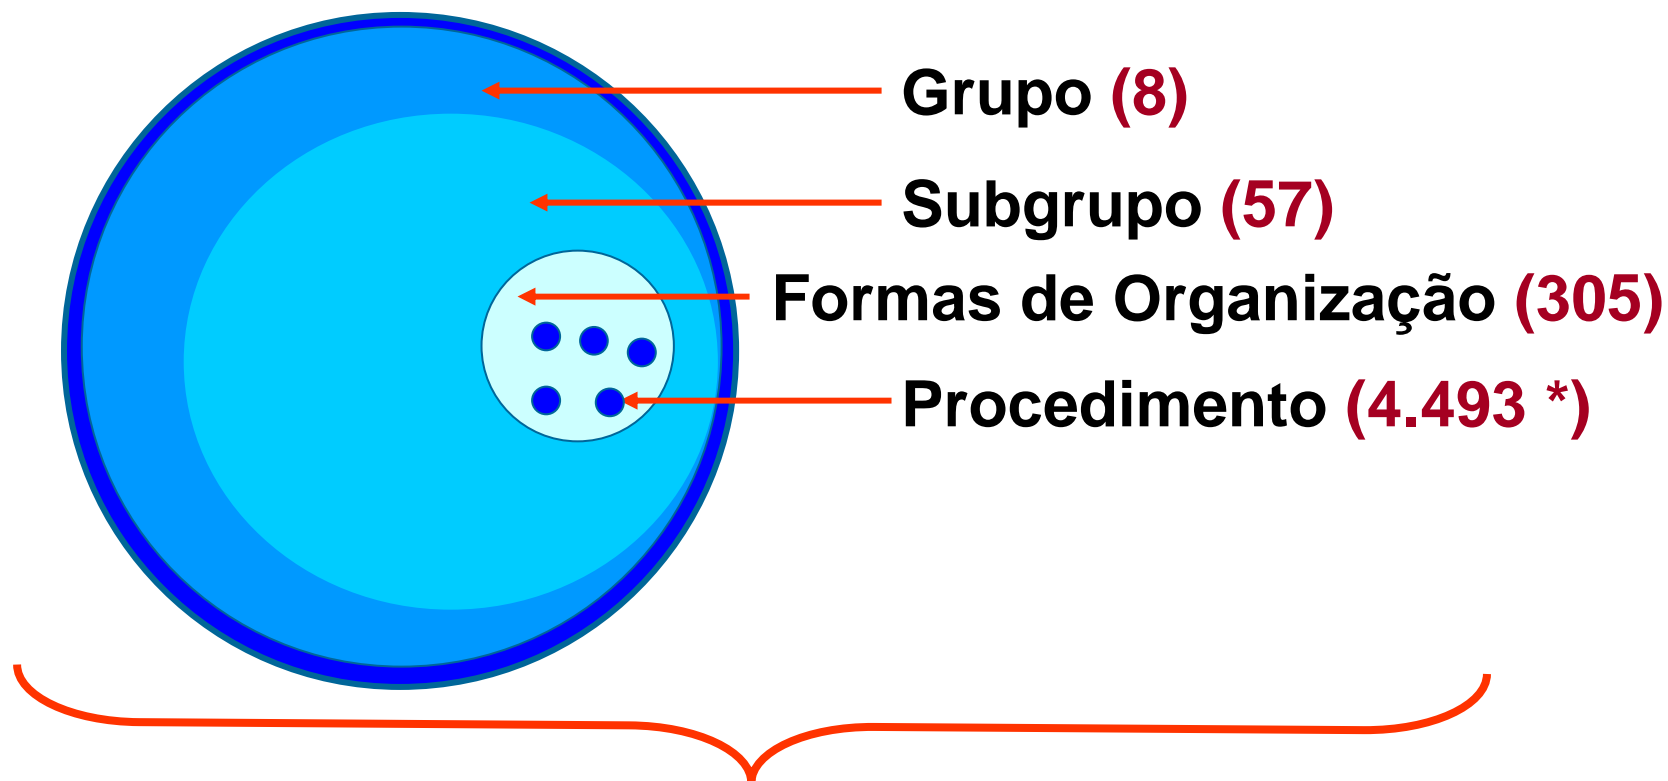 Grupo (8)
Subgrupo (57)
Formas de Organização (305)
Procedimento (4.493 *)